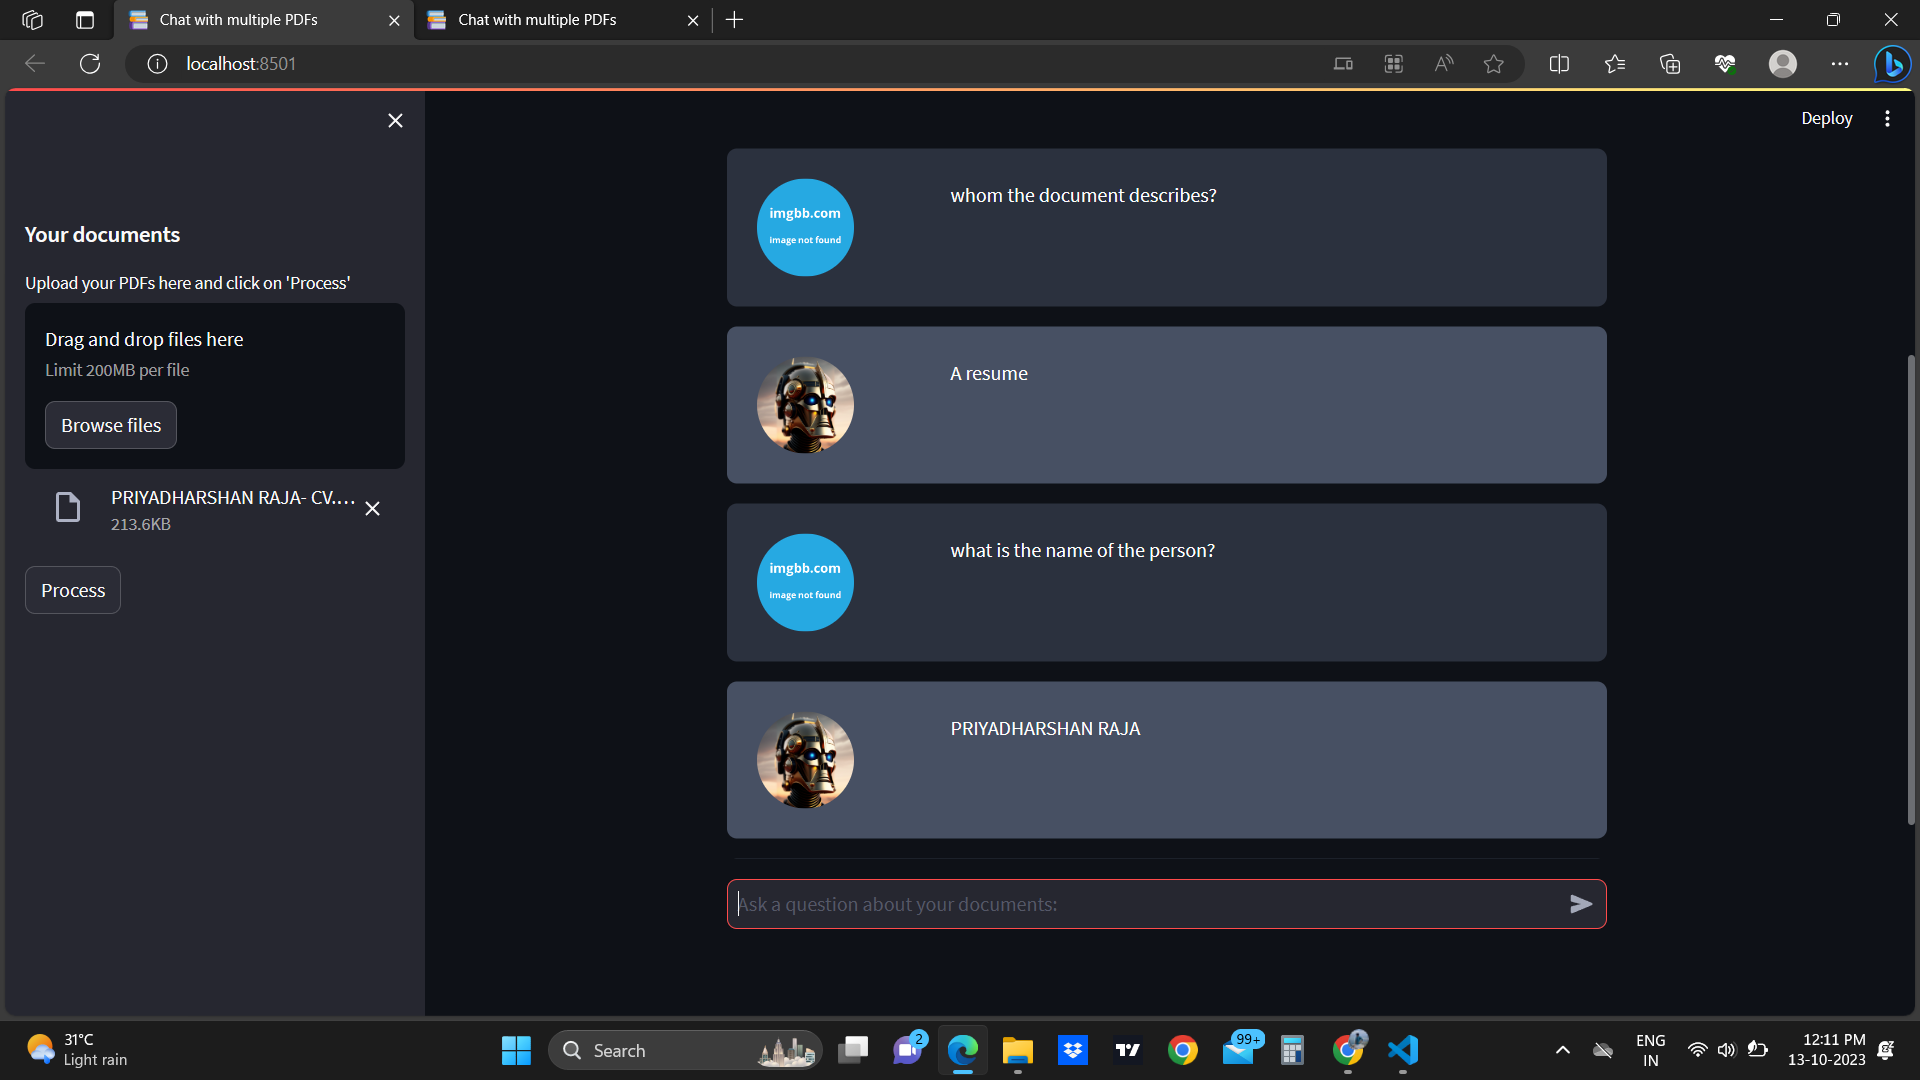 Chat with multiple PDFs
Chat with multiple PDFs
localhost:8501
Deploy
Your documents
Upload your PDFs here and click on 'Process'
Drag and drop files here
Limit 200MB per file
Browse files
PRIYADHARSHAN RAJA- CV....
213.6KB
Process
imgbb.com
image not found
whom the document describes?
A resume
imgbb.com
image not found
what is the name of the person?
PRIYADHARSHAN RAJA
Ask a question about your documents:
31°C
Light rain
Search
2
99+
ENG
IN
12:11 PM
13-10-2023